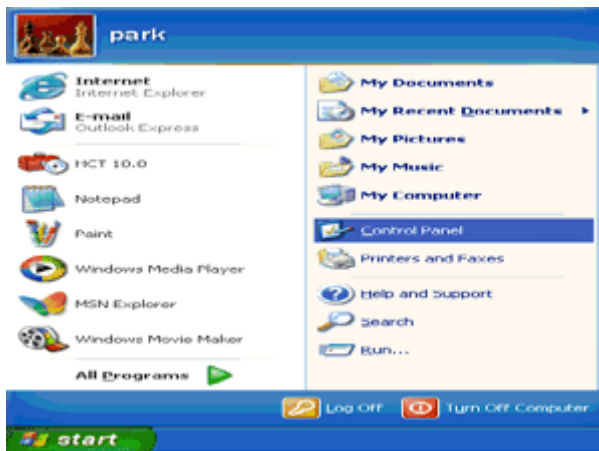 park
Internet
Internet Explorer
E-mail
Outlook Express
HCT 10.0
Notepad
Paint
Windows Media Player
MSN Explorer
Windows Movie Maker
All Programs
My Documents
My Recent Documents
My Pictures
My Music
My Computer
Control Panel
Printers and Faxes
Help and Support
Search
Run...
Log Off
Turn Off Computer
start